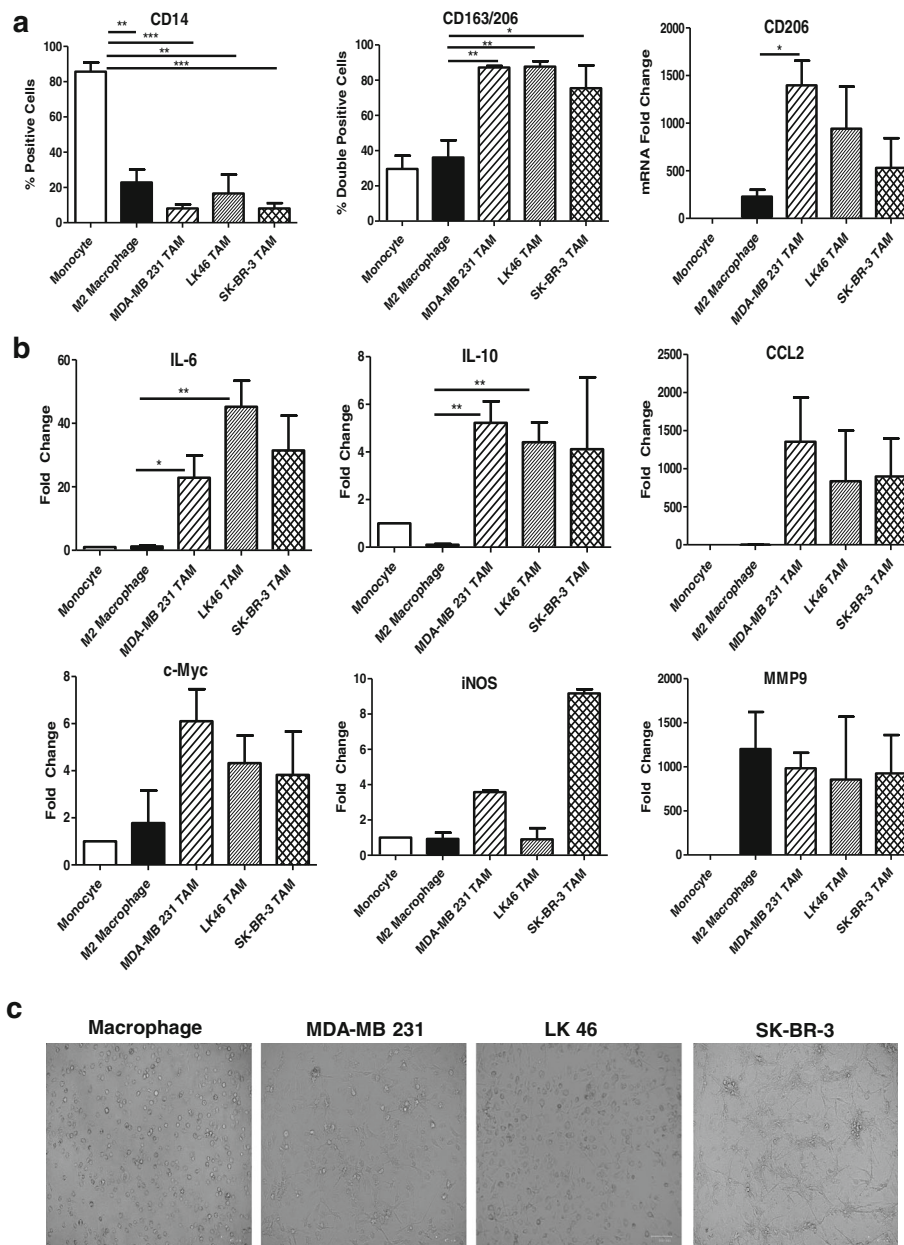 a
CD14
**
***
**
***
% Positive Cells
100
80
60
40
20
0
Monocyte
M2 Macrophage
MDA-MB 231 TAM
LK46 TAM
SK-BR-3 TAM
CD163/206
*
**
**
% Double Positive Cells
100
80
60
40
20
0
Monocyte
M2 Macrophage
MDA-MB 231 TAM
LK46 TAM
SK-BR-3 TAM
CD206
*
mRNA Fold Change
2000
1500
1000
500
0
Monocyte
M2 Macrophage
MDA-MB 231 TAM
LK46 TAM
SK-BR-3 TAM
b
IL-6
**
*
Fold Change
60
40
20
0
Monocyte
M2 Macrophage
MDA-MB 231 TAM
LK46 TAM
SK-BR-3 TAM
IL-10
**
**
Fold Change
8
6
4
2
0
Monocyte
M2 Macrophage
MDA-MB 231 TAM
LK46 TAM
SK-BR-3 TAM
CCL2
Fold Change
2500
2000
1500
1000
500
0
Monocyte
M2 Macrophage
MDA-MB 231 TAM
LK46 TAM
SK-BR-3 TAM
c-Myc
Fold Change
8
6
4
2
0
Monocyte
M2 Macrophage
MDA-MB 231 TAM
LK46 TAM
SK-BR-3 TAM
iNOS
Fold Change
10
8
6
4
2
0
Monocyte
M2 Macrophage
MDA-MB 231 TAM
LK46 TAM
SK-BR-3 TAM
MMP9
Fold Change
2000
1500
1000
500
0
Monocyte
M2 Macrophage
MDA-MB 231 TAM
LK46 TAM
SK-BR-3 TAM
c
Macrophage
MDA-MB 231
LK 46
SK-BR-3